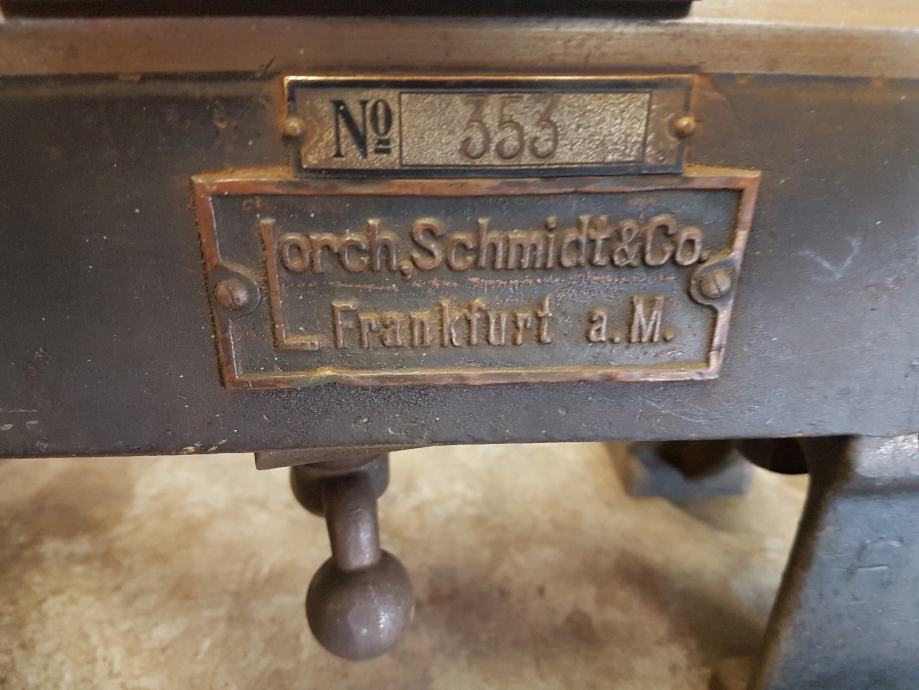 No 353
Lorch, Schmidt & Co.
Frankfurt a. M.